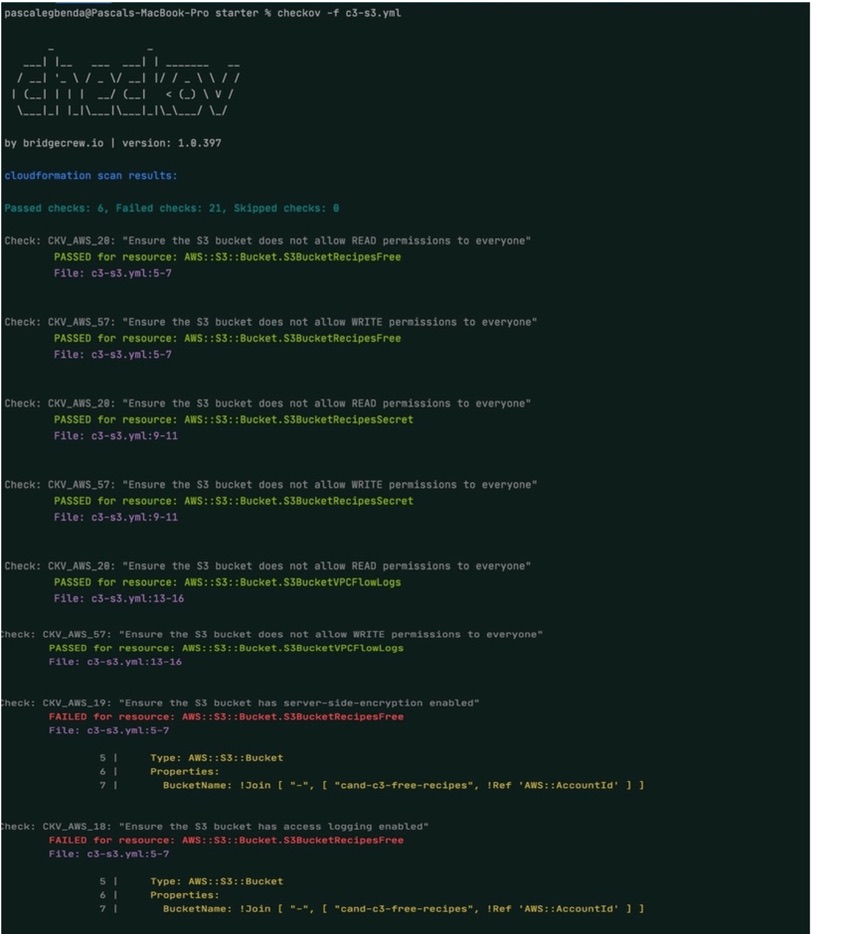 pascalegbenda@Pascals-MacBook-Pro starter % checkov -f c3-s3.yml
checkov
by bridgecrew.io | version: 1.0.397
cloudformation scan results:
Passed checks: 6, Failed checks: 21, Skipped checks: 0
Check: CKV_AWS_20: "Ensure the S3 bucket does not allow READ permissions to everyone"
PASSED for resource: AWS::S3::Bucket.S3BucketRecipesFree
File: c3-s3.yml:5-7
Check: CKV_AWS_57: "Ensure the S3 bucket does not allow WRITE permissions to everyone"
PASSED for resource: AWS::S3::Bucket.S3BucketRecipesFree
File: c3-s3.yml:5-7
Check: CKV_AWS_20: "Ensure the S3 bucket does not allow READ permissions to everyone"
PASSED for resource: AWS::S3::Bucket.S3BucketRecipesSecret
File: c3-s3.yml:9-11
Check: CKV_AWS_57: "Ensure the S3 bucket does not allow WRITE permissions to everyone"
PASSED for resource: AWS::S3::Bucket.S3BucketRecipesSecret
File: c3-s3.yml:9-11
Check: CKV_AWS_20: "Ensure the S3 bucket does not allow READ permissions to everyone"
PASSED for resource: AWS::S3::Bucket.S3BucketVPCFlowLogs
File: c3-s3.yml:13-16
Check: CKV_AWS_57: "Ensure the S3 bucket does not allow WRITE permissions to everyone"
PASSED for resource: AWS::S3::Bucket.S3BucketVPCFlowLogs
File: c3-s3.yml:13-16
Check: CKV_AWS_19: "Ensure the S3 bucket has server-side-encryption enabled"
FAILED for resource: AWS::S3::Bucket.S3BucketRecipesFree
File: c3-s3.yml:5-7
5 | Type: AWS::S3::Bucket
6 | Properties:
7 | BucketName: !Join [ "-", [ "cand-c3-free-recipes", !Ref 'AWS::AccountId' ] ]
Check: CKV_AWS_18: "Ensure the S3 bucket has access logging enabled"
FAILED for resource: AWS::S3::Bucket.S3BucketRecipesFree
File: c3-s3.yml:5-7
5 | Type: AWS::S3::Bucket
6 | Properties:
7 | BucketName: !Join [ "-", [ "cand-c3-free-recipes", !Ref 'AWS::AccountId' ] ]